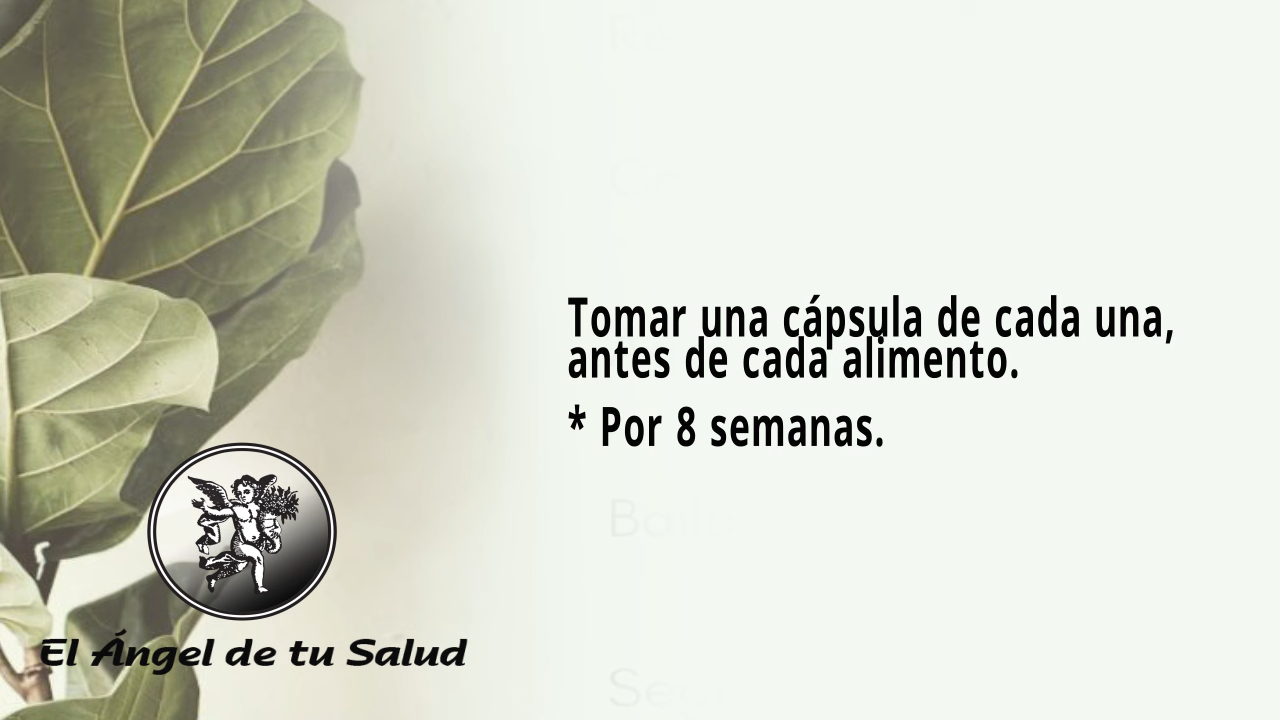 Tomar una cápsula de cada una,
antes de cada alimento.
* Por 8 semanas.
El Ángel de tu Salud